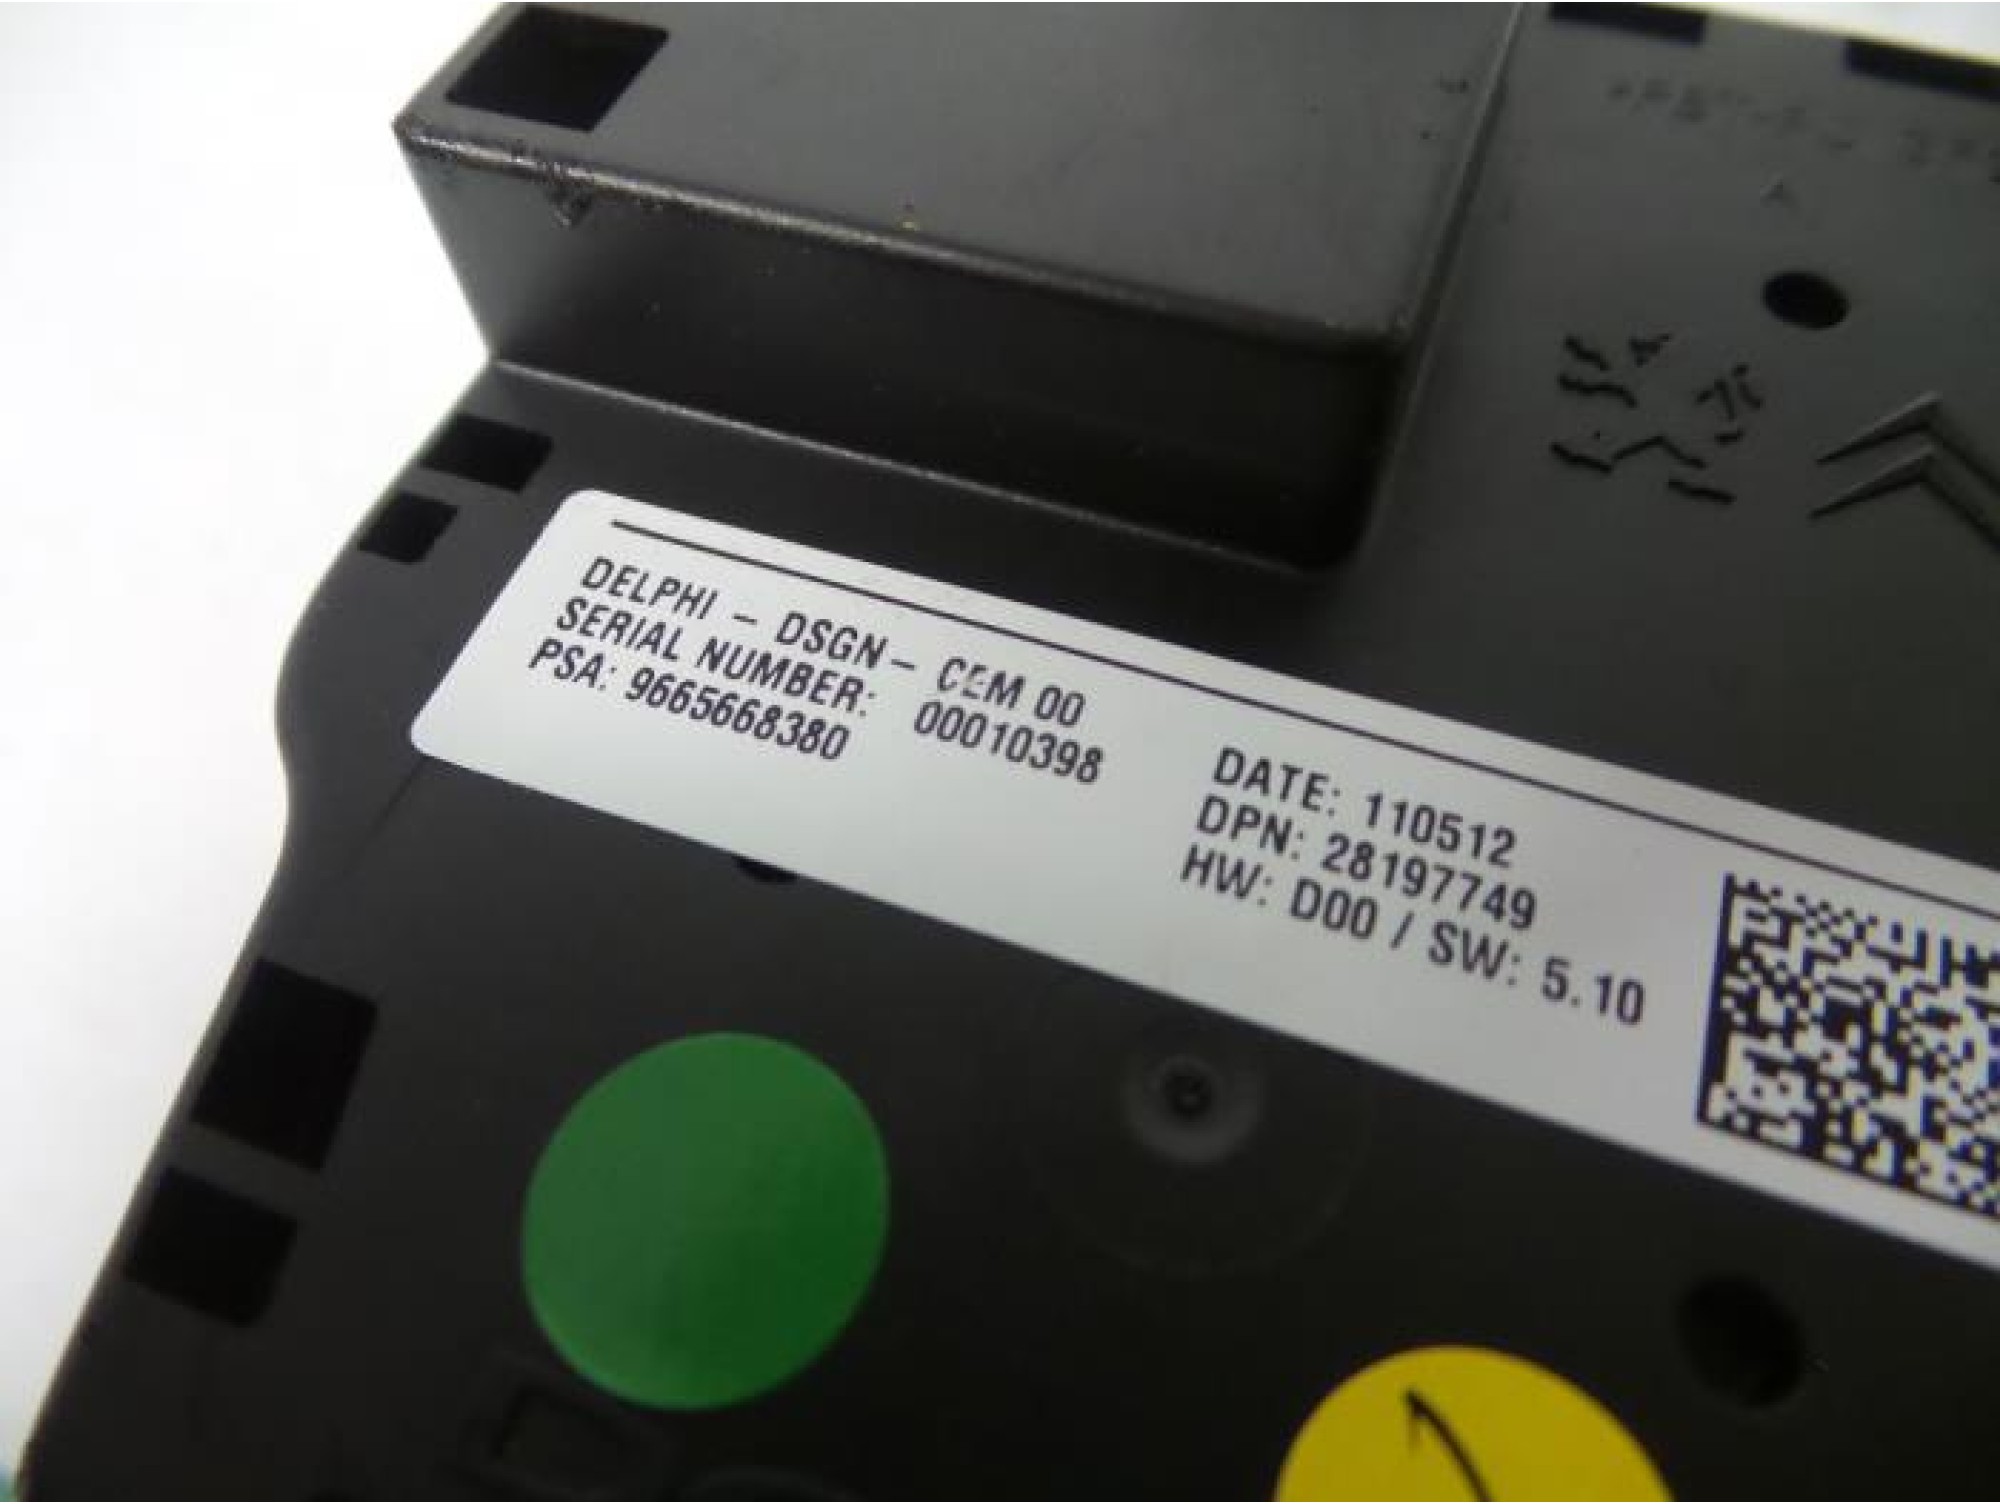 DELPHI - DSGN- CEM 00
SERIAL NUMBER: 00010398
PSA: 9665668380
DATE: 110512
DPN: 28197749
HW: D00 / SW: 5.10